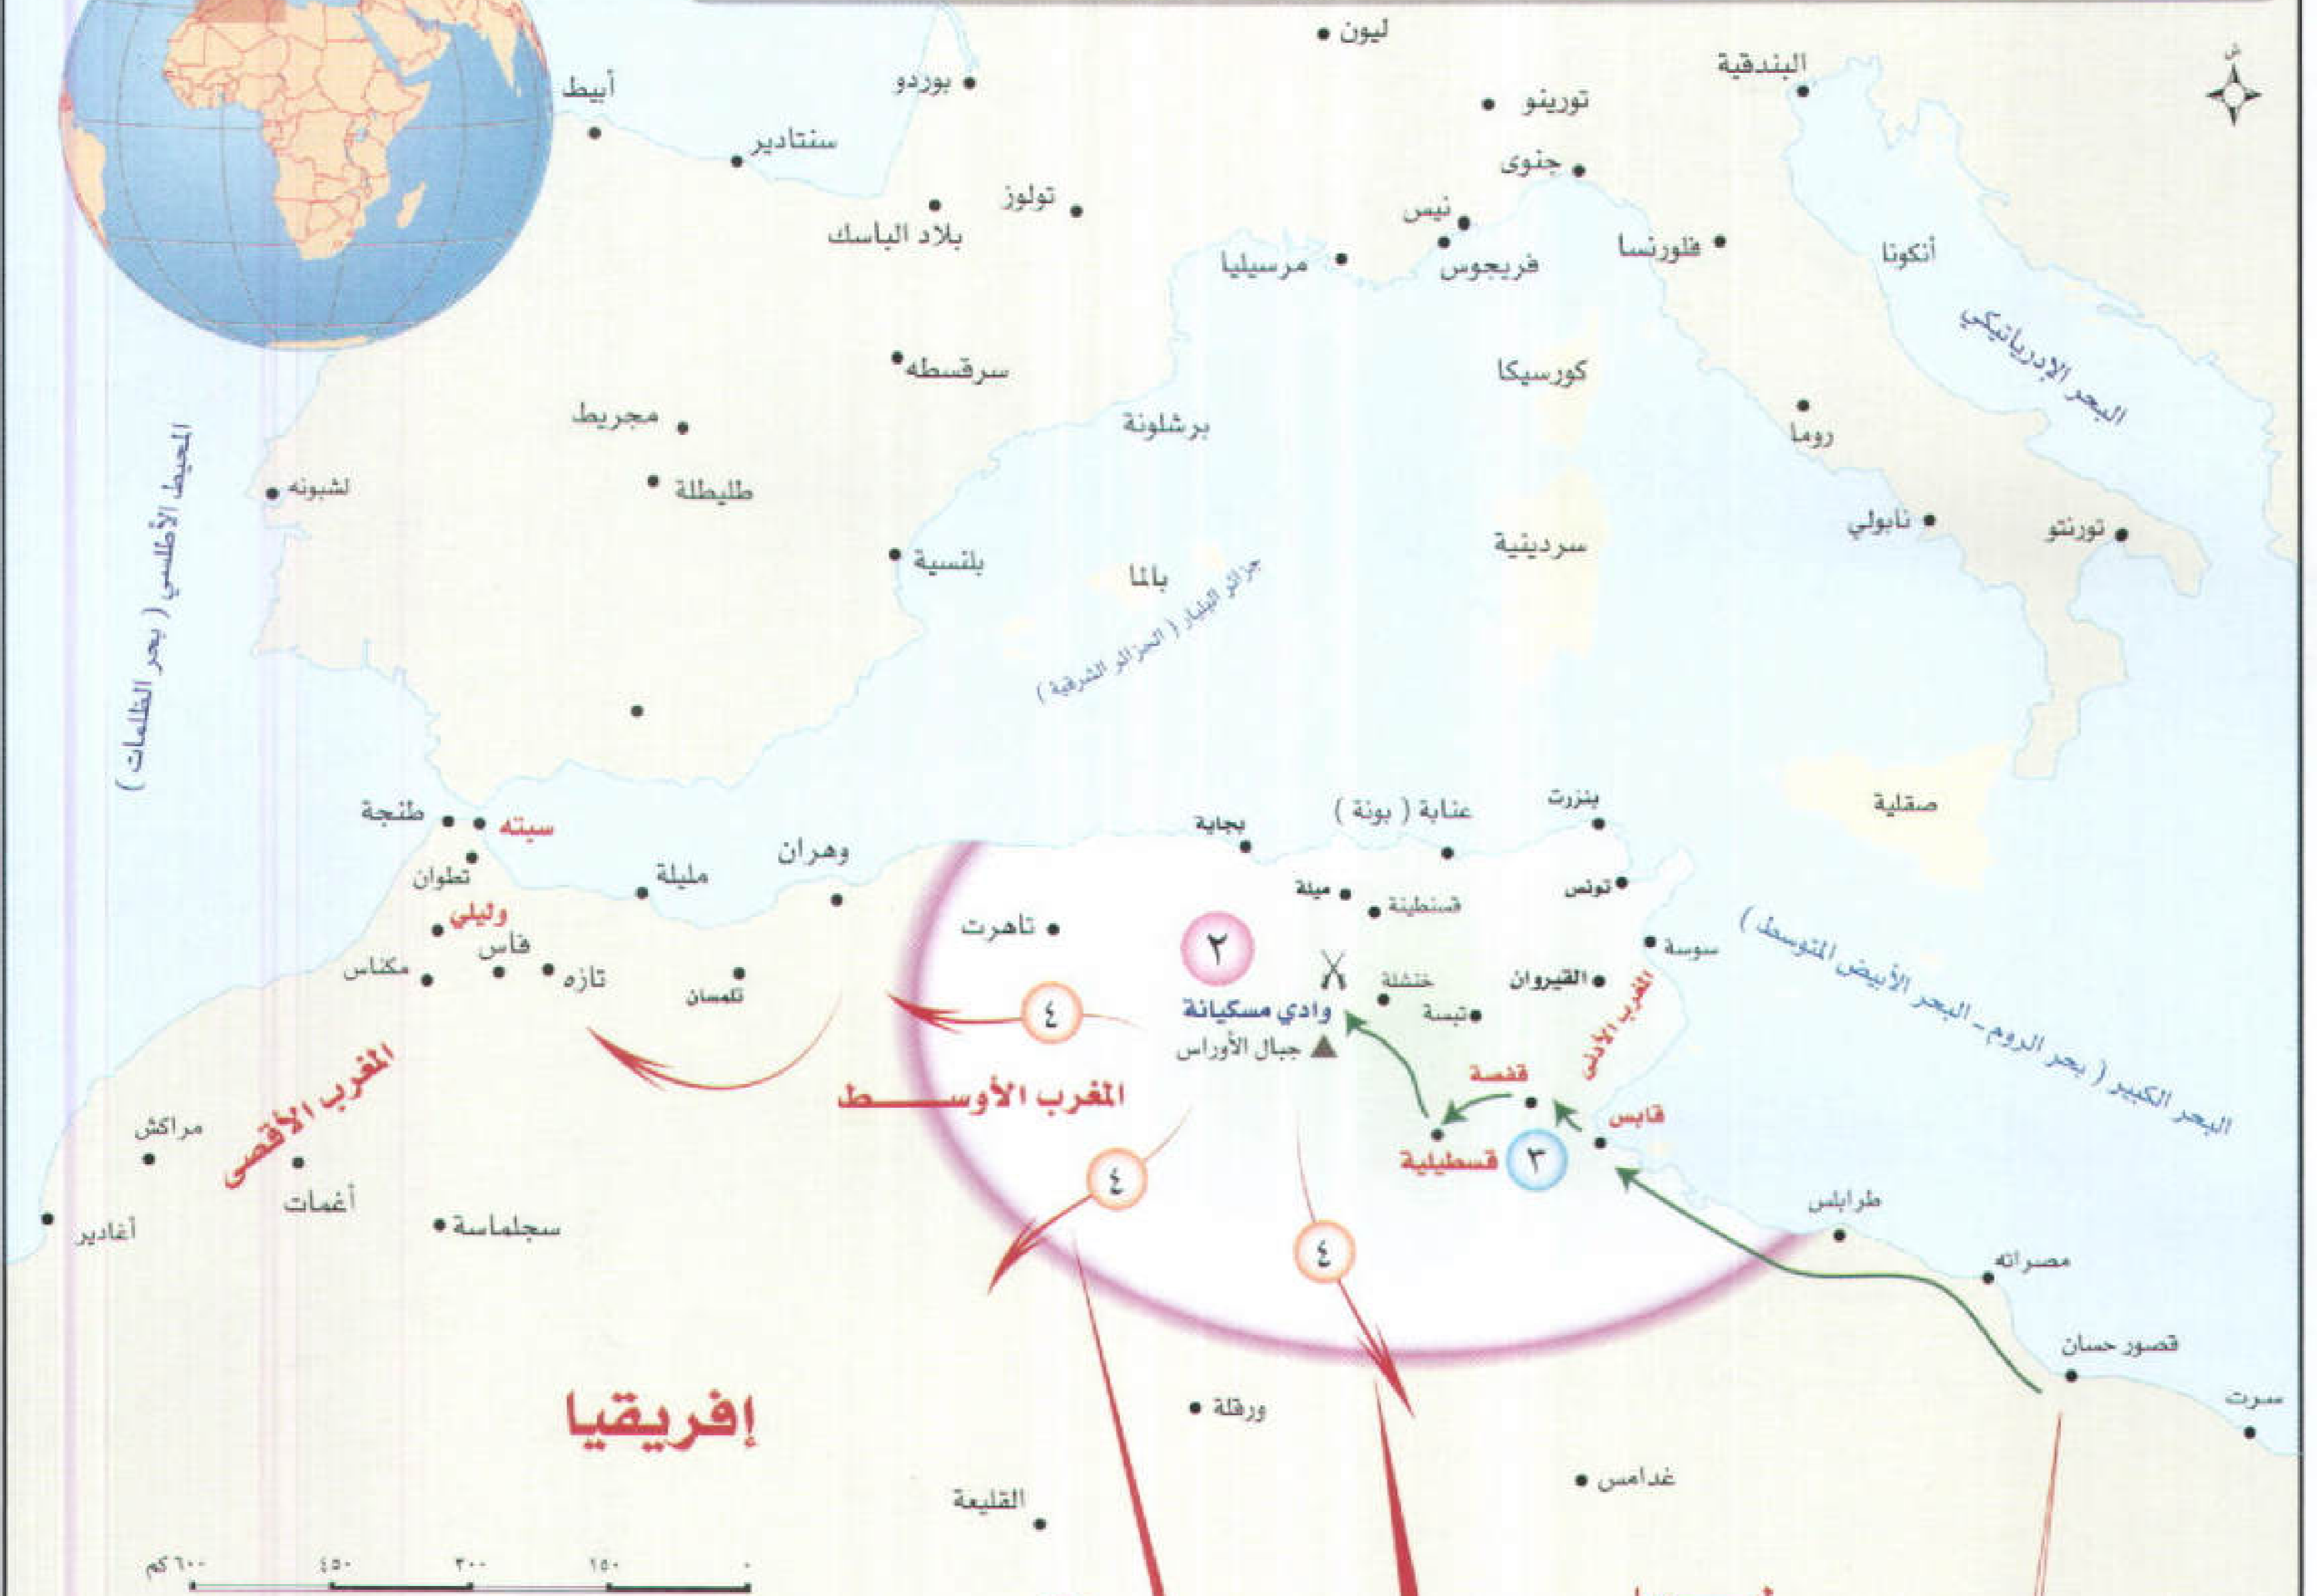 ش
ليون
البندقية
تورينو
بوردو
أبيط
سنتادير
جنوى
تولوز
نيس
بلاد الباسك
فلورنسا
أنكونا
مرسيليا
فريجوس
البحر الإدرياتيكي
سرقسطه
كورسيكا
مجريط
برشلونة
روما
لشبونه
طليطلة
المحيط الأطلسي ( بحر الظلمات )
نابولي
تورنتو
سردينية
بلنسية
بالما
جزائر البليار ( الجزائر الشرقية )
صقلية
بنزرت
عنابة ( بونة )
بجاية
طنجة
سبته
وهران
تطوان
مليلة
ميلة
قسنطينة
تونس
وليلي
تاهرت
فاس
٢
سوسة
مكناس
تازه
تلمسان
خنشلة
القيروان
المغرب الأدنى
البحر الكبير ( بحر الروم - البحر الأبيض المتوسط )
وادي مسكيانة
تبسة
٤
جبال الأوراس
قفصة
المغرب الأوسط
قابس
المغرب الأقصى
مراكش
قسطيلية
٣
٤
أغمات
طرابلس
سجلماسة
أغادير
٤
مصراته
قصور حسان
سرت
إفريقيا
ورقلة
غدامس
القليعة
٦٠٠ كم ٤٥٠ ٣٠٠ ١٥٠ ٠